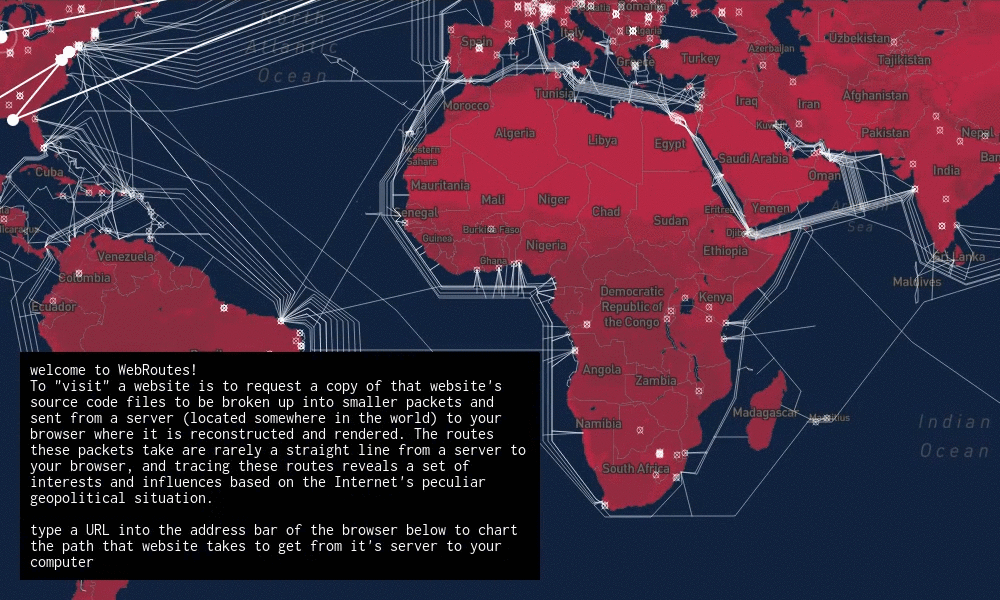 Atlantic
Ocean
Spain
Italy
Romania
Bulgaria
Greece
Turkey
Azerbaijan
Uzbekistan
Tajikistan
Morocco
Tunisia
Algeria
Libya
Egypt
Iraq
Iran
Afghanistan
Pakistan
Nepal
India
Saudi Arabia
Oman
Yemen
Eritrea
Western
Sahara
Cuba
Mauritania
Mali
Niger
Chad
Sudan
Senegal
Guinea
Burkina Faso
Ghana
Nigeria
Ethiopia
Sea
Sri Lanka
Maldives
Venezuela
Colombia
Ecuador
Democratic
Republic of
the Congo
Kenya
Angola
Zambia
Namibia
Madagascar
Mauritius
South Africa
Indian
Ocean
welcome to WebRoutes!
To "visit" a website is to request a copy of that website's
source code files to be broken up into smaller packets and
sent from a server (located somewhere in the world) to your
browser where it is reconstructed and rendered. The routes
these packets take are rarely a straight line from a server to
your browser, and tracing these routes reveals a set of
interests and influences based on the Internet's peculiar
geopolitical situation.
type a URL into the address bar of the browser below to chart
the path that website takes to get from it's server to your
computer